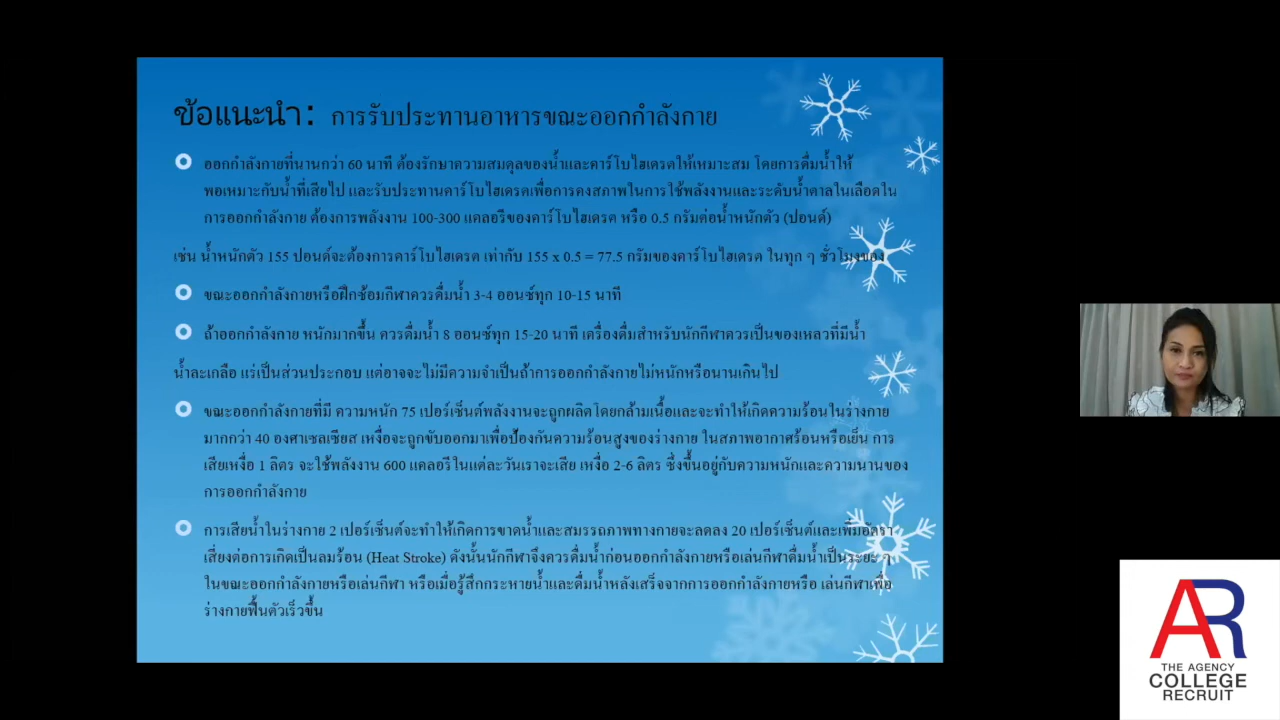 ข้อแนะนำ: การรับประทานอาหารขณะออกกำลังกาย
ออกกำลังกายที่นานกว่า 60 นาที ต้องรักษาความสมดุลของน้ำและคาร์โบไฮเดรตให้เหมาะสม โดยการดื่มน้ำให้
พอเหมาะกับน้ำที่เสียไป และรับประทานคาร์โบไฮเดรตเพื่อการคงสภาพในการใช้พลังงานและระดับน้ำตาลในเลือดใน
การออกกำลังกาย ต้องการพลังงาน 100-300 แคลอรีของคาร์โบไฮเดรต หรือ 0.5 กรัมต่อน้ำหนักตัว (ปอนด์)
เช่น น้ำหนักตัว 155 ปอนด์จะต้องการคาร์โบไฮเดรต เท่ากับ 155 x 0.5 = 77.5 กรัมของคาร์โบไฮเดรต ในทุก ๆ ชั่วโมงของ
ขณะออกกำลังกายหรือฝึกซ้อมกีฬาควรดื่มน้ำ 3-4 ออนซ์ทุก 10-15 นาที
ถ้าออกกำลังกาย หนักมากขึ้น ควรดื่มน้ำ 8 ออนซ์ทุก 15-20 นาที เครื่องดื่มสำหรับนักกีฬาควรเป็นของเหลวที่มีน้ำ
น้ำละเกลือ แร่เป็นส่วนประกอบ แต่อาจจะไม่มีความจำเป็นถ้าการออกกำลังกายไม่หนักหรือนานเกินไป
ขณะออกกำลังกายที่มี ความหนัก 75 เปอร์เซ็นต์พลังงานจะถูกผลิตโดยกล้ามเนื้อและจะทำให้เกิดความร้อนในร่างกาย
มากกว่า 40 องศาเซลเซียส เหงื่อจะถูกขับออกมาเพื่อป้องกันความร้อนสูงของร่างกาย ในสภาพอากาศร้อนหรือเย็น การ
เสียเหงื่อ 1 ลิตร จะใช้พลังงาน 600 แคลอรีในแต่ละวันเราจะเสีย เหงื่อ 2-6 ลิตร ซึ่งขึ้นอยู่กับความหนักและความนานของ
การออกกำลังกาย
การเสียน้ำในร่างกาย 2 เปอร์เซ็นต์จะทำให้เกิดการขาดน้ำและสมรรถภาพทางกายจะลดลง 20 เปอร์เซ็นต์และเพิ่มอัตรา
เสี่ยงต่อการเกิดเป็นลมร้อน (Heat Stroke) ดังนั้นนักกีฬาจึงควรดื่มน้ำก่อนออกกำลังกายหรือเล่นกีฬาดื่มน้ำเป็นระยะ ๆ
ในขณะออกกำลังกายหรือเล่นกีฬา หรือเมื่อรู้สึกกระหายน้ำและดื่มน้ำหลังเสร็จจากการออกกำลังกายหรือ เล่นกีฬาเพื่อ
ร่างกายฟื้นตัวเร็วขึ้น
AR
THE AGENCY
COLLEGE
RECRUIT